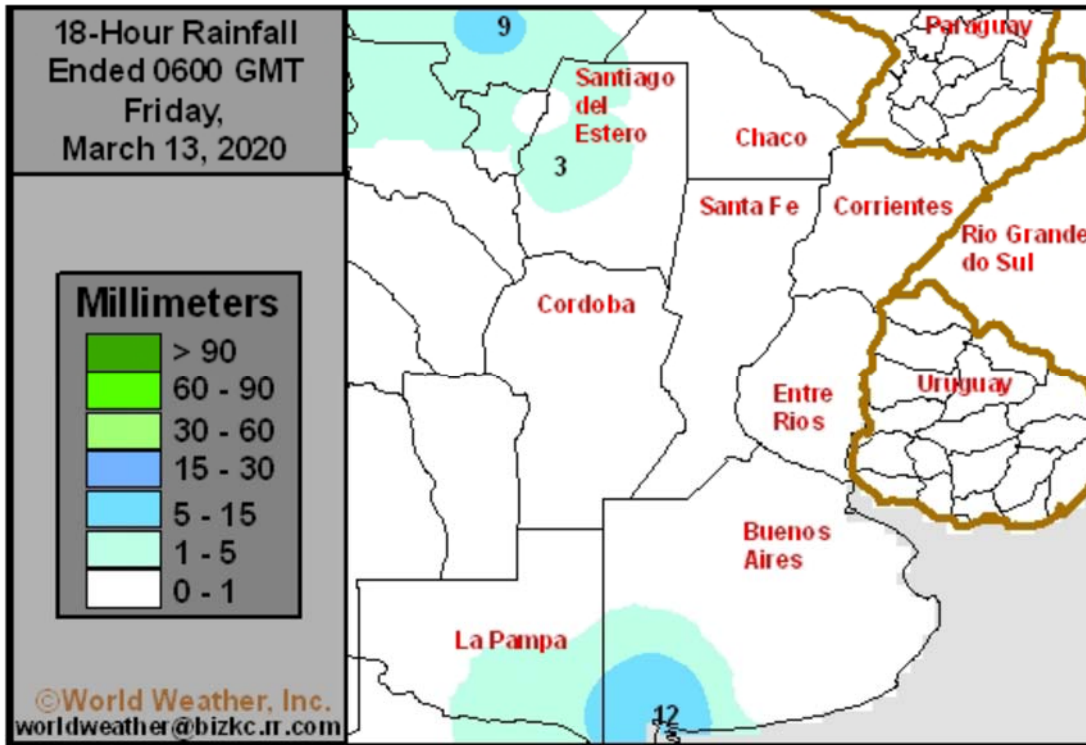 18-Hour Rainfall
Ended 0600 GMT
Friday,
March 13, 2020
Millimeters
> 90
60 - 90
30 - 60
15 - 30
5 - 15
1 - 5
0 - 1
©World Weather, Inc.
worldweather@bizkc.rr.com
9
Paraguay
Santiago
del
Estero
Chaco
3
Santa Fe
Corrientes
Rio Grande
do Sul
Cordoba
Entre
Rios
Uruguay
Buenos
Aires
La Pampa
12